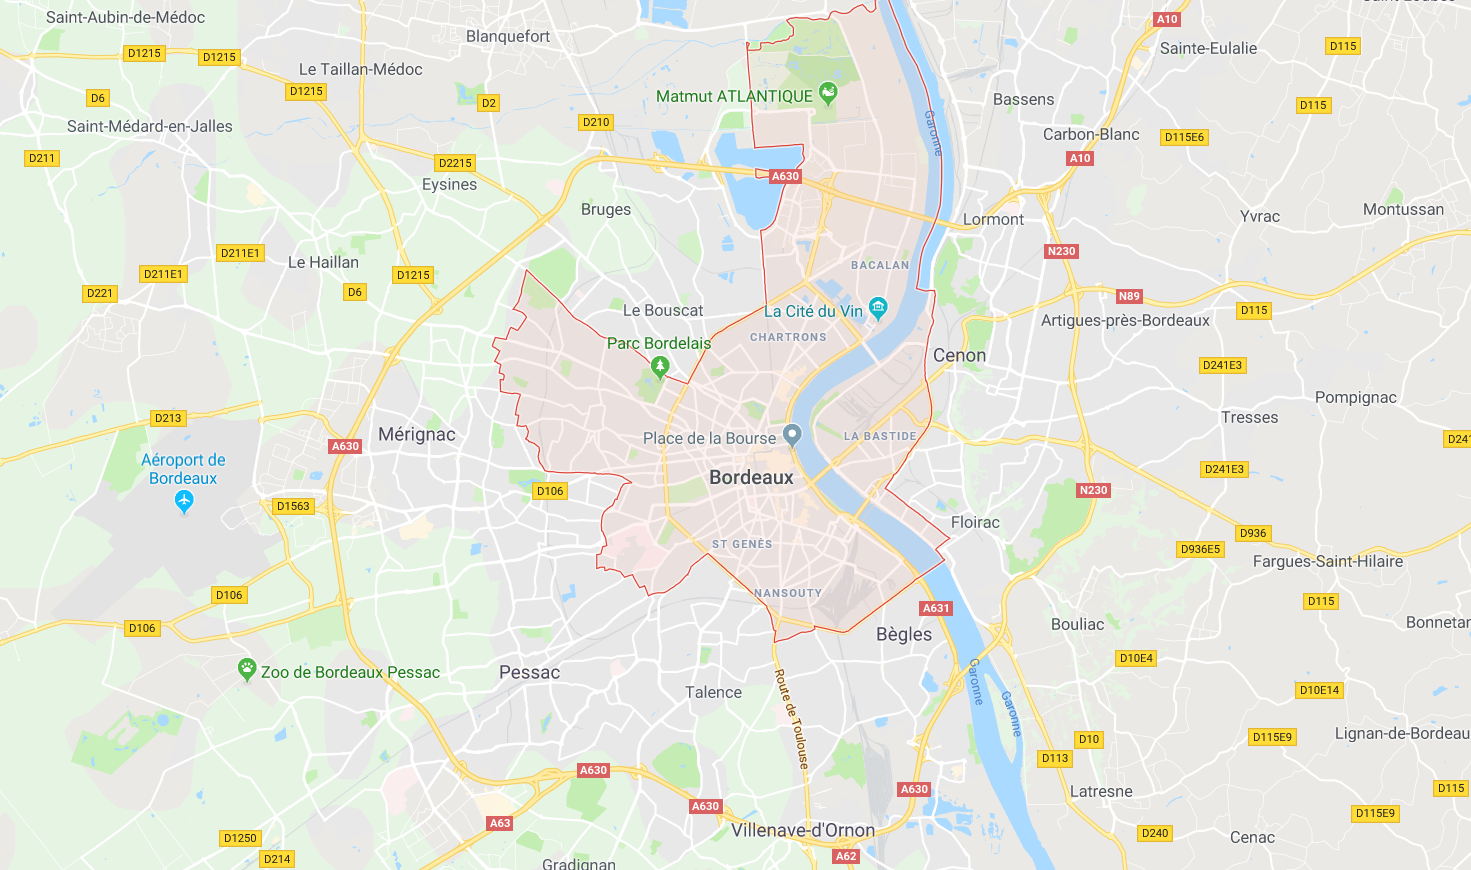 Saint-Aubin-de-Médoc
A10
Blanquefort
Sainte-Eulalie
D115
D1215
D1215
Le Taillan-Médoc
D1215
D6
D2
Matmut ATLANTIQUE
Bassens
D115
Saint-Médard-en-Jalles
D210
Garonne
Carbon-Blanc
D115E6
D211
D2215
A10
Eysines
A630
Bruges
Lormont
Yvrac
Montussan
D211E1
Le Haillan
D211E1
D1215
BACALAN
N230
D221
D6
N89
Le Bouscat
La Cité du Vin
D115
Artigues-près-Bordeaux
CHARTRONS
Parc Bordelais
Cenon
D241E3
Pompignac
D213
Tresses
A630
Mérignac
Place de la Bourse
LA BASTIDE
D241
Aéroport de
Bordeaux
Bordeaux
D241E3
D106
N230
D1563
Floirac
D936
ST GENÈS
D936E5
Fargues-Saint-Hilaire
D106
NANSOUTY
A631
D115
D106
Bègles
Bouliac
Bonnetan
D10E4
Zoo de Bordeaux Pessac
Pessac
Talence
Garonne
Garonne
D10E14
Route de Toulouse
D10
D115E9
Lignan-de-Bordeau
D113
A630
A630
A630
Latresne
D115
A63
D115E9
Villenave-d'Ornon
D1250
D240
Cenac
D214
A62
Gradignan